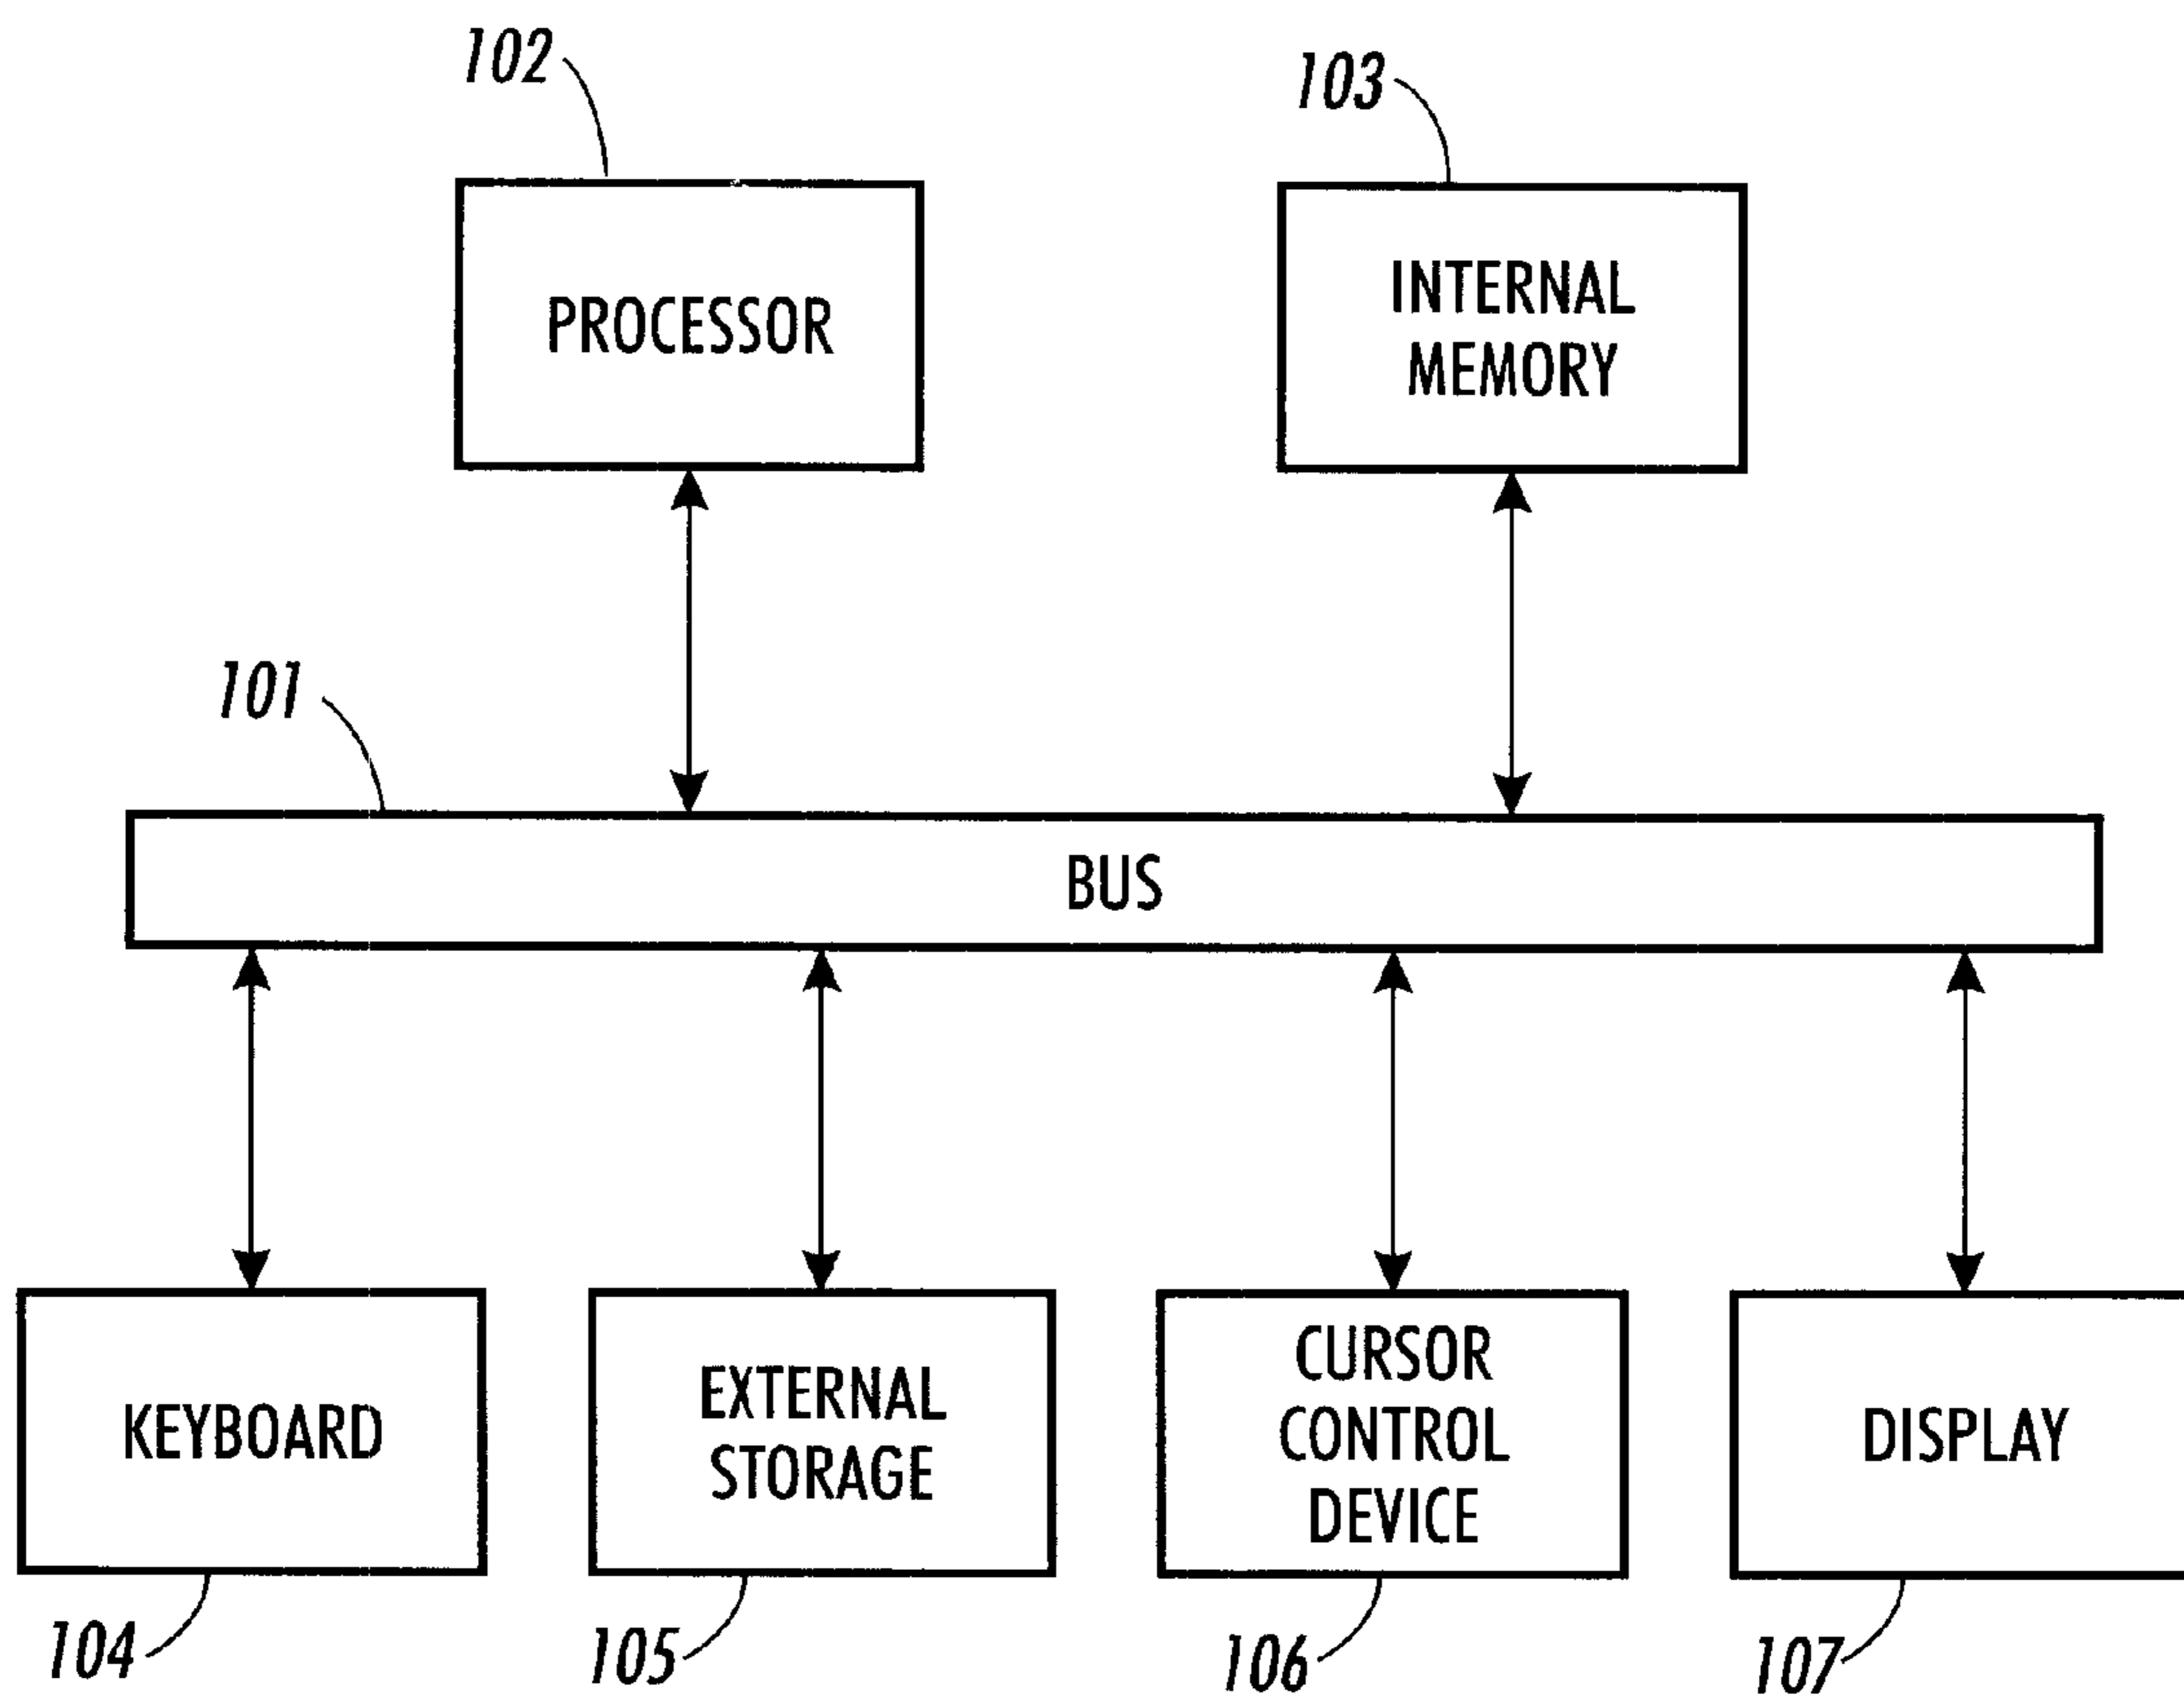 102
103
PROCESSOR
INTERNAL
MEMORY
101
BUS
KEYBOARD
EXTERNAL
STORAGE
CURSOR
CONTROL
DEVICE
DISPLAY
104
105
106
107